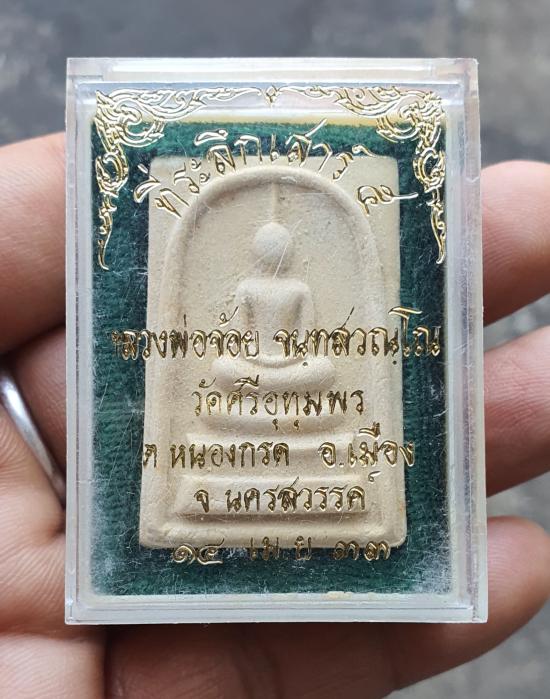 ที่ระลึกเสาร์ ๕
หลวงพ่อจ้อย จนฺทสุวณฺโณ
วัดศรีอุทุมพร
ต หนองกรด อ.เมือง
จ นครสวรรค์
๑๔ เม ย ๓๓